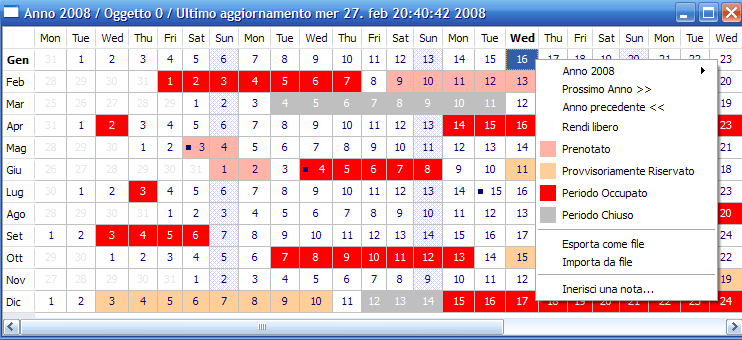 Anno 2008 / Oggetto 0 / Ultimo aggiornamento mer 27. feb 20:40:42 2008
Mon Tue Wed Thu Fri Sat Sun Mon Tue Wed Thu Fri Sat Sun Mon Tue Wed Thu Fri Sat Sun Mon Tue Wed
Gen 31 1 2 3 4 5 6 7 8 9 10 11 12 13 14 15 16 17 18 19 20 21 22 23
Feb 28 29 30 31 1 2 3 4 5 6 7 8 9 10 11 12 13 20
Mar 25 26 27 28 29 1 2 3 4 5 6 7 8 9 10 11 12 19
Apr 31 1 2 3 4 5 6 7 8 9 10 11 12 13 14 15 16 23
Mag 28 29 30 1 2 3 4 5 6 7 8 9 10 11 12 13 14 21
Giu 26 27 28 29 30 31 1 2 3 4 5 6 7 8 9 10 11 18
Lug 30 1 2 3 4 5 6 7 8 9 10 11 12 13 14 15 16 23
Ago 28 29 30 31 1 2 3 4 5 6 7 8 9 10 11 12 13 20
Set 1 2 3 4 5 6 7 8 9 10 11 12 13 14 15 16 17 24
Ott 29 30 1 2 3 4 5 6 7 8 9 10 11 12 13 14 15 22
Nov 27 28 29 30 31 1 2 3 4 5 6 7 8 9 10 11 12 19
Dic 1 2 3 4 5 6 7 8 9 10 11 12 13 14 15 16 17 18 19 20 21 22 23 24
Anno 2008
Prossimo Anno >>
Anno precedente <<
Rendi libero
Prenotato
Provvisoriamente Riservato
Periodo Occupato
Periodo Chiuso
Esporta come file
Importa da file
Inerisci una nota...